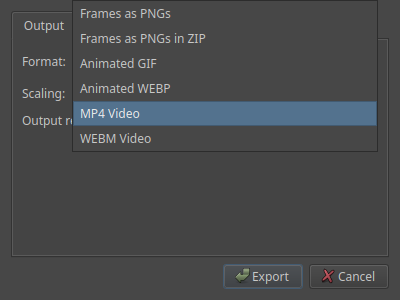 Frames as PNGs
Output
Frames as PNGs in ZIP
Format:
Animated GIF
Scaling:
Animated WEBP
MP4 Video
Output
WEBM Video
Export
Cancel